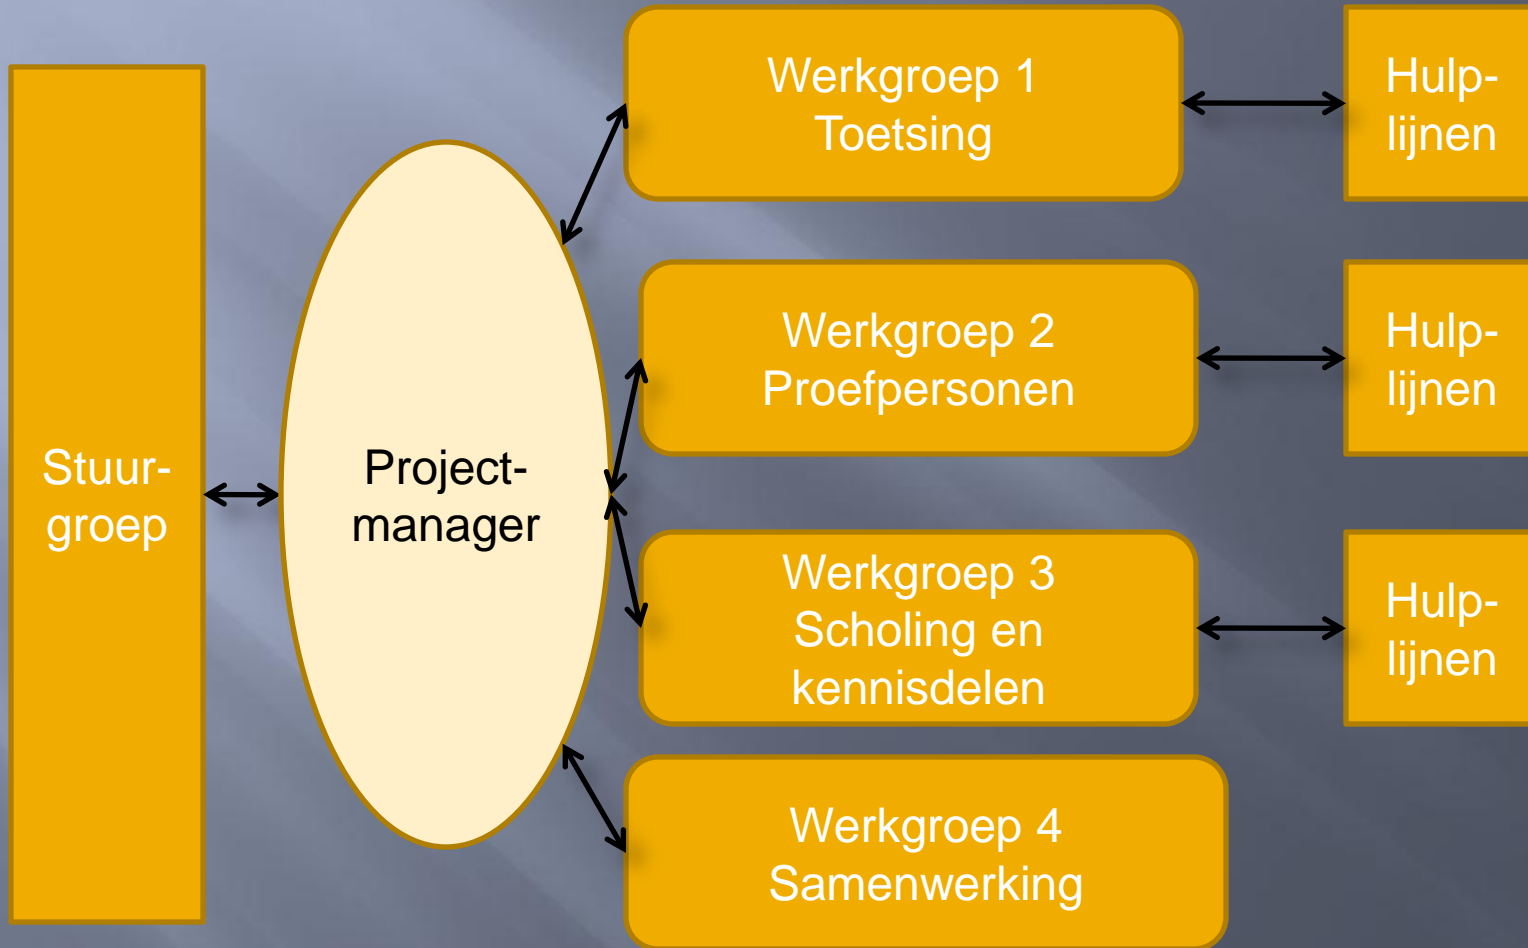 Stuur-
groep
Project-
manager
Werkgroep 1
Toetsing
Hulp-
lijnen
Werkgroep 2
Proefpersonen
Hulp-
lijnen
Werkgroep 3
Scholing en
kennisdelen
Hulp-
lijnen
Werkgroep 4
Samenwerking